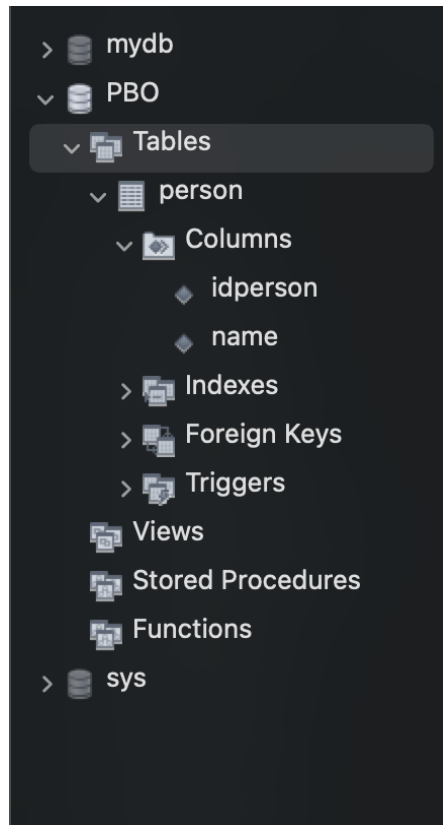 mydb
PBO
Tables
person
Columns
idperson
name
Indexes
Foreign Keys
Triggers
Views
Stored Procedures
Functions
sys